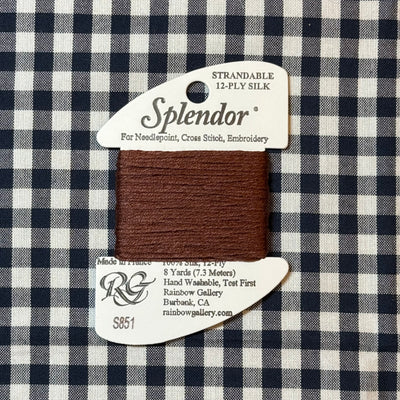 STRANDABLE
12-PLY SILK
Splendor®
For Needlepoint, Cross Stitch, Embroidery
Made in France
100% Silk, 12-Ply
8 Yards (7.3 Meters)
Hand Washable, Test First
Rainbow Gallery
Burbank, CA
rainbowgallery.com
RG
S851